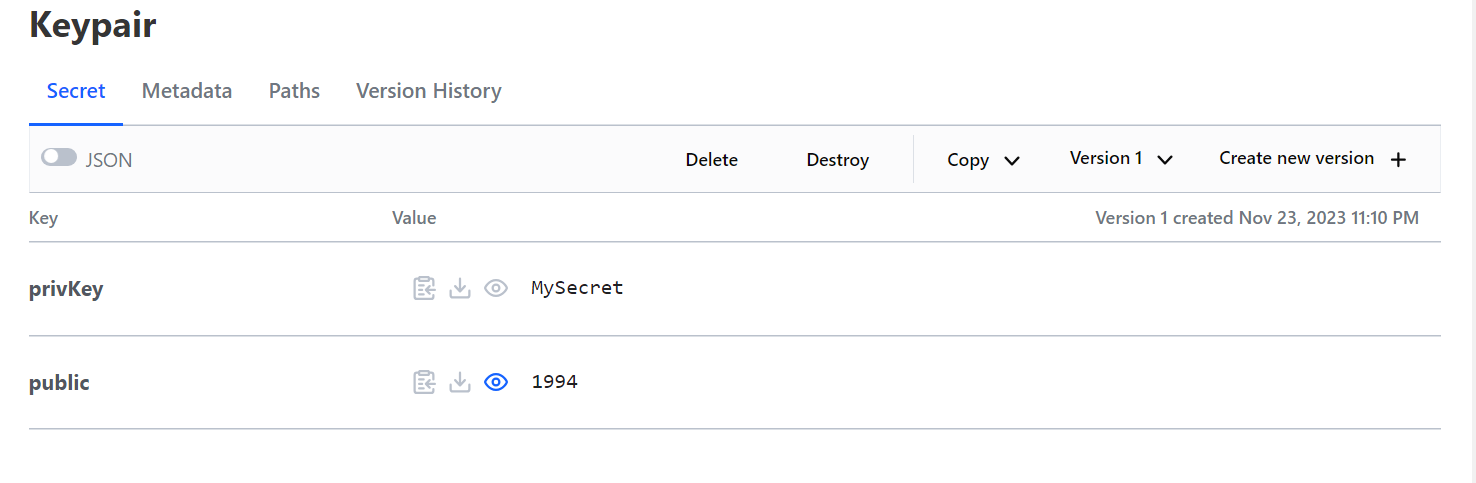 Keypair
Secret Metadata Paths Version History
JSON Delete Destroy Copy Version 1 Create new version +
Key Value Version 1 created Nov 23, 2023 11:10 PM
privKey MySecret
public 1994